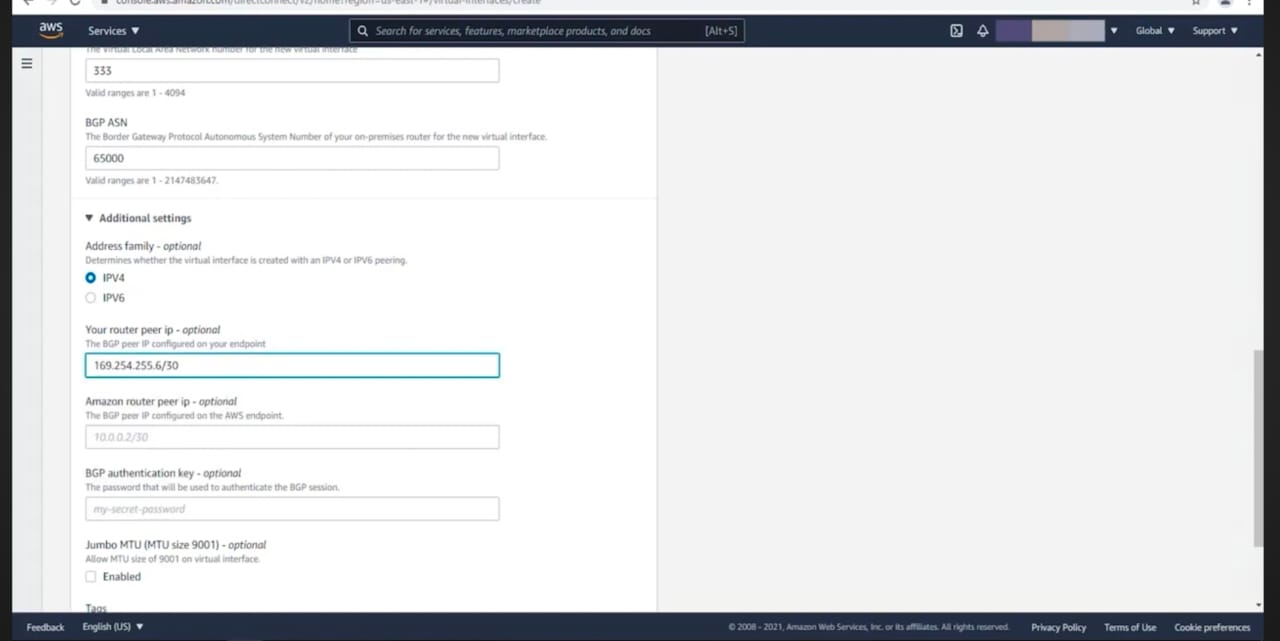 console.aws.amazon.com/directconnect/v2/home?region=us-east-1#/virtual-interfaces/create
aws
Services ▼
Search for services, features, marketplace products, and docs
[Alt+S]
Global ▼
Support ▼
The Virtual Local Area Network number for the new virtual interface
333
Valid ranges are 1 - 4094
BGP ASN
The Border Gateway Protocol Autonomous System Number of your on-premises router for the new virtual interface.
65000
Valid ranges are 1 - 2147483647.
▼ Additional settings
Address family - optional
Determines whether the virtual interface is created with an IPV4 or IPV6 peering.
IPV4
IPV6
Your router peer ip - optional
The BGP peer IP configured on your endpoint
169.254.255.6/30
Amazon router peer ip - optional
The BGP peer IP configured on the AWS endpoint.
10.0.0.2/30
BGP authentication key - optional
The password that will be used to authenticate the BGP session.
my-secret-password
Jumbo MTU (MTU size 9001) - optional
Allow MTU size of 9001 on virtual interface.
Enabled
Tags
Feedback
English (US) ▼
© 2008 - 2021, Amazon Web Services, Inc. or its affiliates. All rights reserved.
Privacy Policy
Terms of Use
Cookie preferences